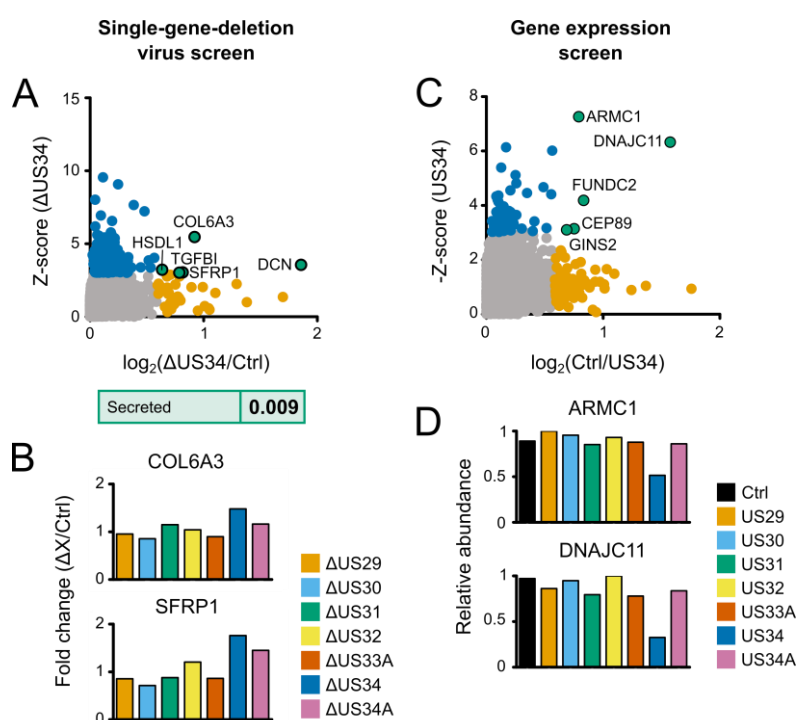 Single-gene-deletion
virus screen
Gene expression
screen
A
15
10
5
0
0
1
2
Z-score (ΔUS34)
COL6A3
HSDL1
TGFBI
SFRP1
DCN
log2(ΔUS34/Ctrl)
Secreted 0.009
C
8
6
4
2
0
0
1
2
-Z-score (US34)
ARMC1
DNAJC11
FUNDC2
CEP89
GINS2
log2(Ctrl/US34)
B
COL6A3
2
1
0
SFRP1
2
1
0
Fold change (ΔX/Ctrl)
ΔUS29
ΔUS30
ΔUS31
ΔUS32
ΔUS33A
ΔUS34
ΔUS34A
D
ARMC1
1
0.5
0
DNAJC11
1
0.5
0
Relative abundance
Ctrl
US29
US30
US31
US32
US33A
US34
US34A